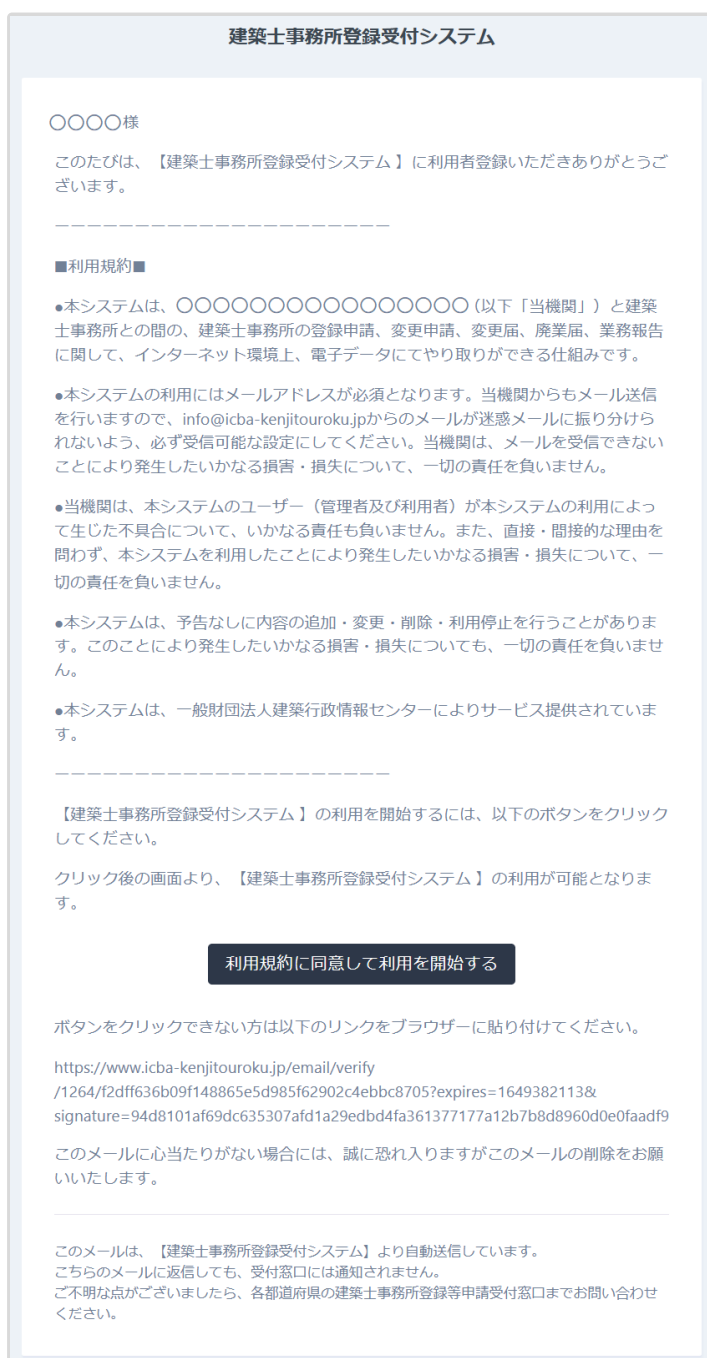 建築士事務所登録受付システム
〇〇〇〇様
このたびは、【建築士事務所登録受付システム 】に利用者登録いただきありがとうご
ざいます。
ーーーーーーーーーーーーーーーーーーーーー
■利用規約■
●本システムは、〇〇〇〇〇〇〇〇〇〇〇〇〇〇〇〇(以下「当機関」）と建築
士事務所との間の、建築士事務所の登録申請、変更申請、変更届、廃業届、業務報告
に関して、インターネット環境上、電子データにてやり取りができる仕組みです。
●本システムの利用にはメールアドレスが必須となります。当機関からもメール送信
を行いますので、info@icba-kenjitouroku.jpからのメールが迷惑メールに振り分けら
れないよう、必ず受信可能な設定にしてください。当機関は、メールを受信できない
ことにより発生したいかなる損害・損失について、一切の責任を負いません。
●当機関は、本システムのユーザー（管理者及び利用者）が本システムの利用によっ
て生じた不具合について、いかなる責任も負いません。また、直接・間接的な理由を
問わず、本システムを利用したことにより発生したいかなる損害・損失について、一
切の責任を負いません。
●本システムは、予告なしに内容の追加・変更・削除・利用停止を行うことがありま
す。このことにより発生したいかなる損害・損失についても、一切の責任を負いませ
ん。
●本システムは、一般財団法人建築行政情報センターによりサービス提供されていま
す。
ーーーーーーーーーーーーーーーーーーーーー
【建築士事務所登録受付システム 】の利用を開始するには、以下のボタンをクリック
してください。
クリック後の画面より、【建築士事務所登録受付システム 】の利用が可能となりま
す。
利用規約に同意して利用を開始する
ボタンをクリックできない方は以下のリンクをブラウザーに貼り付けてください。
https://www.icba-kenjitouroku.jp/email/verify
/1264/f2dff636b09f148865e5d985f62902c4ebbc8705?expires=1649382113&
signature=94d8101af69dc635307afd1a29edbd4fa361377177a12b7b8d8960d0e0faadf9
このメールに心当たりがない場合には、誠に恐れ入りますがこのメールの削除をお願
いいたします。
このメールは、【建築士事務所登録受付システム】より自動送信しています。
こちらのメールに返信しても、受付窓口には通知されません。
ご不明な点がございましたら、各都道府県の建築士事務所登録等申請受付窓口までお問い合わせ
ください。